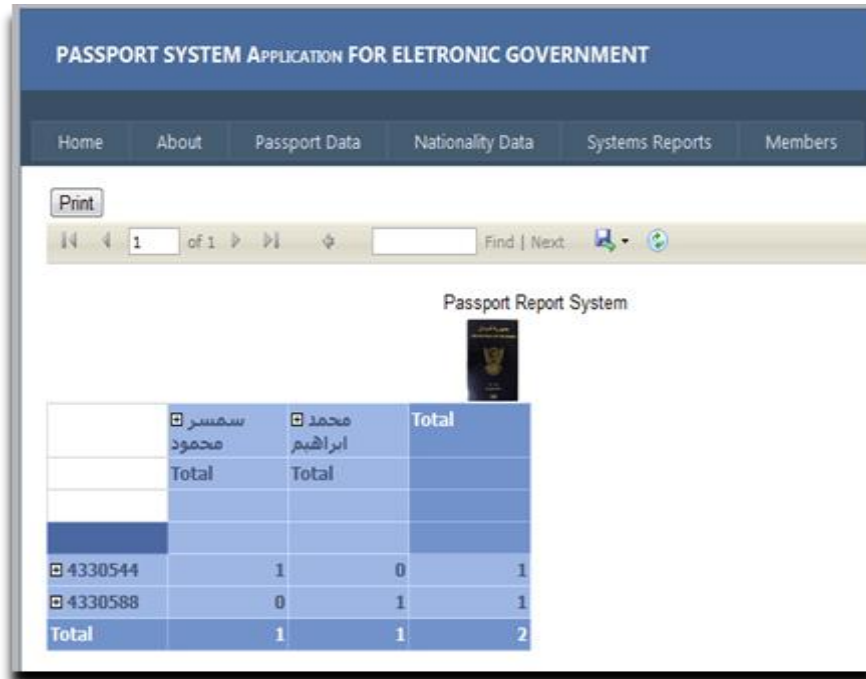 PASSPORT SYSTEM APPLICATION FOR ELETRONIC GOVERNMENT
Home About Passport Data Nationality Data Systems Reports Members
Print
1 of 1 Find | Next
Passport Report System
سمسر محمد Total
محمود ابراهيم
Total Total
4330544 1 0 1
4330588 0 1 1
Total 1 1 2